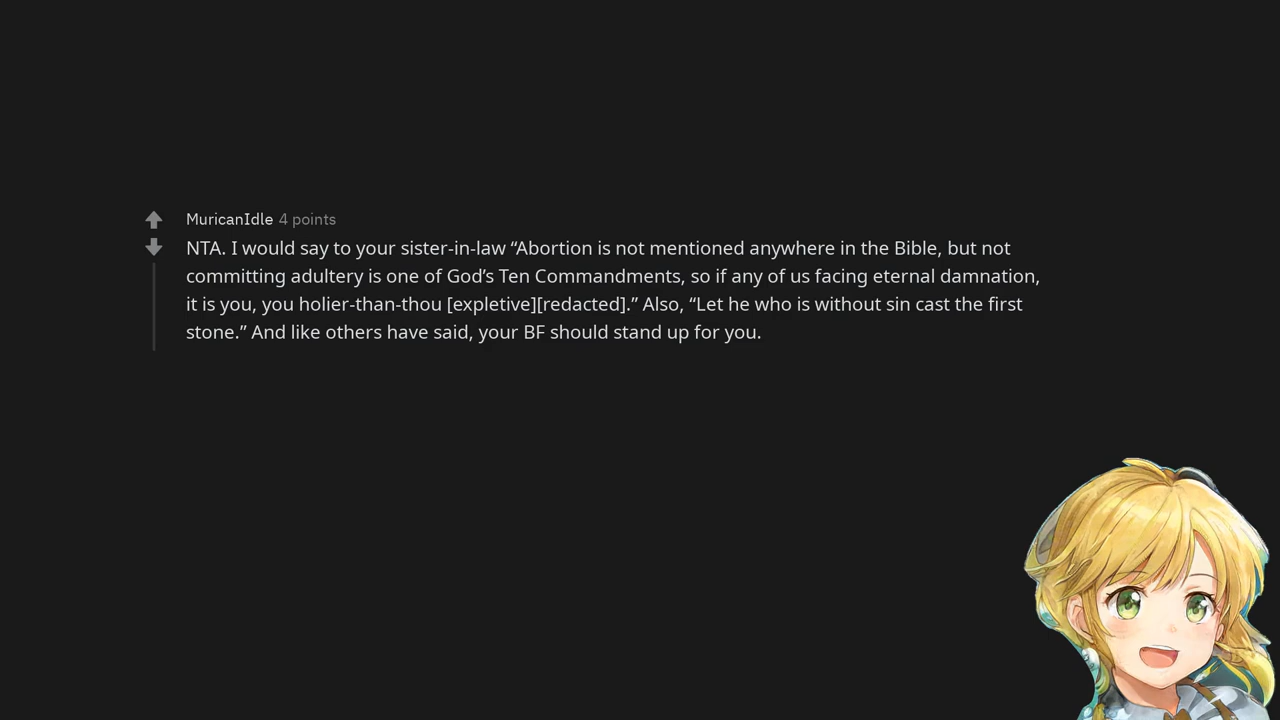 MuricanIdle 4 points
NTA. I would say to your sister-in-law “Abortion is not mentioned anywhere in the Bible, but not
committing adultery is one of God’s Ten Commandments, so if any of us facing eternal damnation,
it is you, you holier-than-thou [expletive][redacted].” Also, “Let he who is without sin cast the first
stone.” And like others have said, your BF should stand up for you.